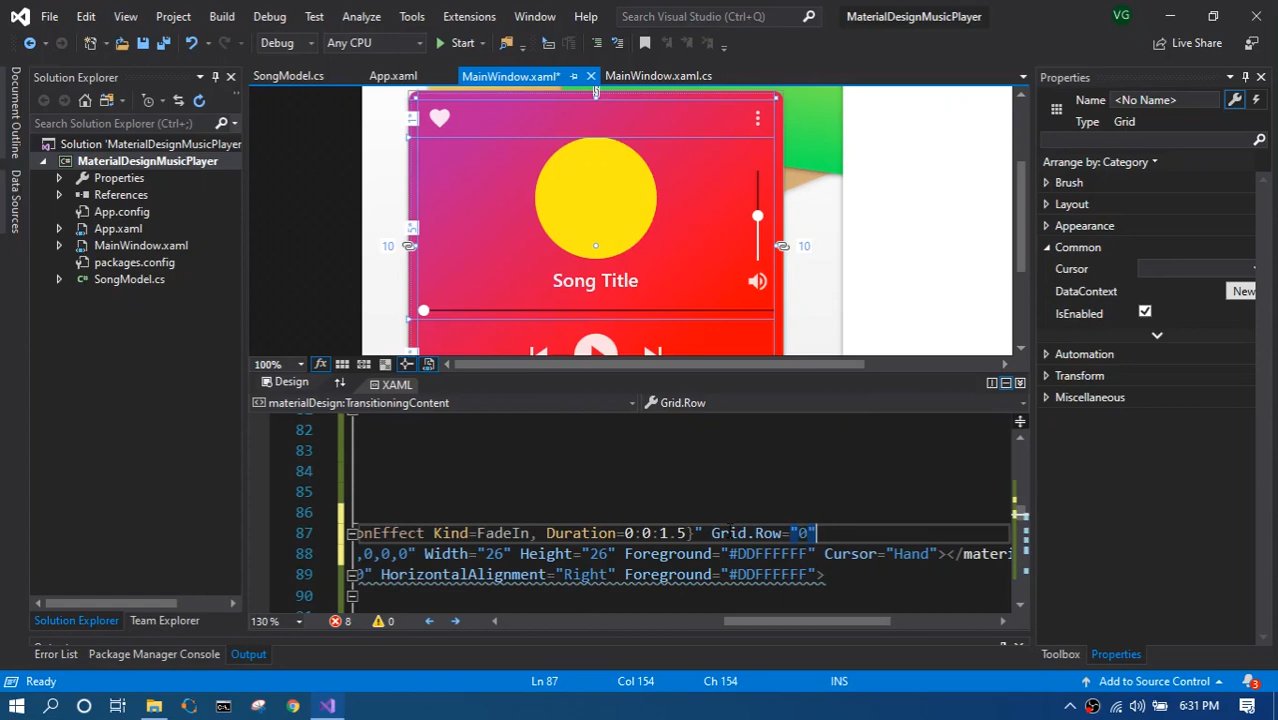 File Edit View Project Build Debug Test Analyze Tools Extensions Window Help Search Visual Studio (Ctrl+Q) MaterialDesignMusicPlayer VG
Debug Any CPU Start Live Share
Document Outline
Data Sources
Solution Explorer
Search Solution Explorer (Ctrl+;)
Solution 'MaterialDesignMusicPlayer'
MaterialDesignMusicPlayer
Properties
References
App.config
App.xaml
MainWindow.xaml
packages.config
SongModel.cs
Solution Explorer Team Explorer
SongModel.cs App.xaml MainWindow.xaml* MainWindow.xaml.cs
1*
5*
10 10
Song Title
100% fx
Design XAML
materialDesign:TransitioningContent Grid.Row
82
83
84
85
86
87 onEffect Kind=FadeIn, Duration=0:0:1.5}" Grid.Row="0"
88 ,0,0,0" Width="26" Height="26" Foreground="#DDFFFFFF" Cursor="Hand"></materi
89 0" HorizontalAlignment="Right" Foreground="#DDFFFFFF">
90
130 % 8 0
Properties
Name <No Name>
Type Grid
Arrange by: Category
Brush
Layout
Appearance
Common
Cursor
DataContext New
IsEnabled
Automation
Transform
Miscellaneous
Error List Package Manager Console Output Toolbox Properties
Ready Ln 87 Col 154 Ch 154 INS Add to Source Control 3
6:31 PM